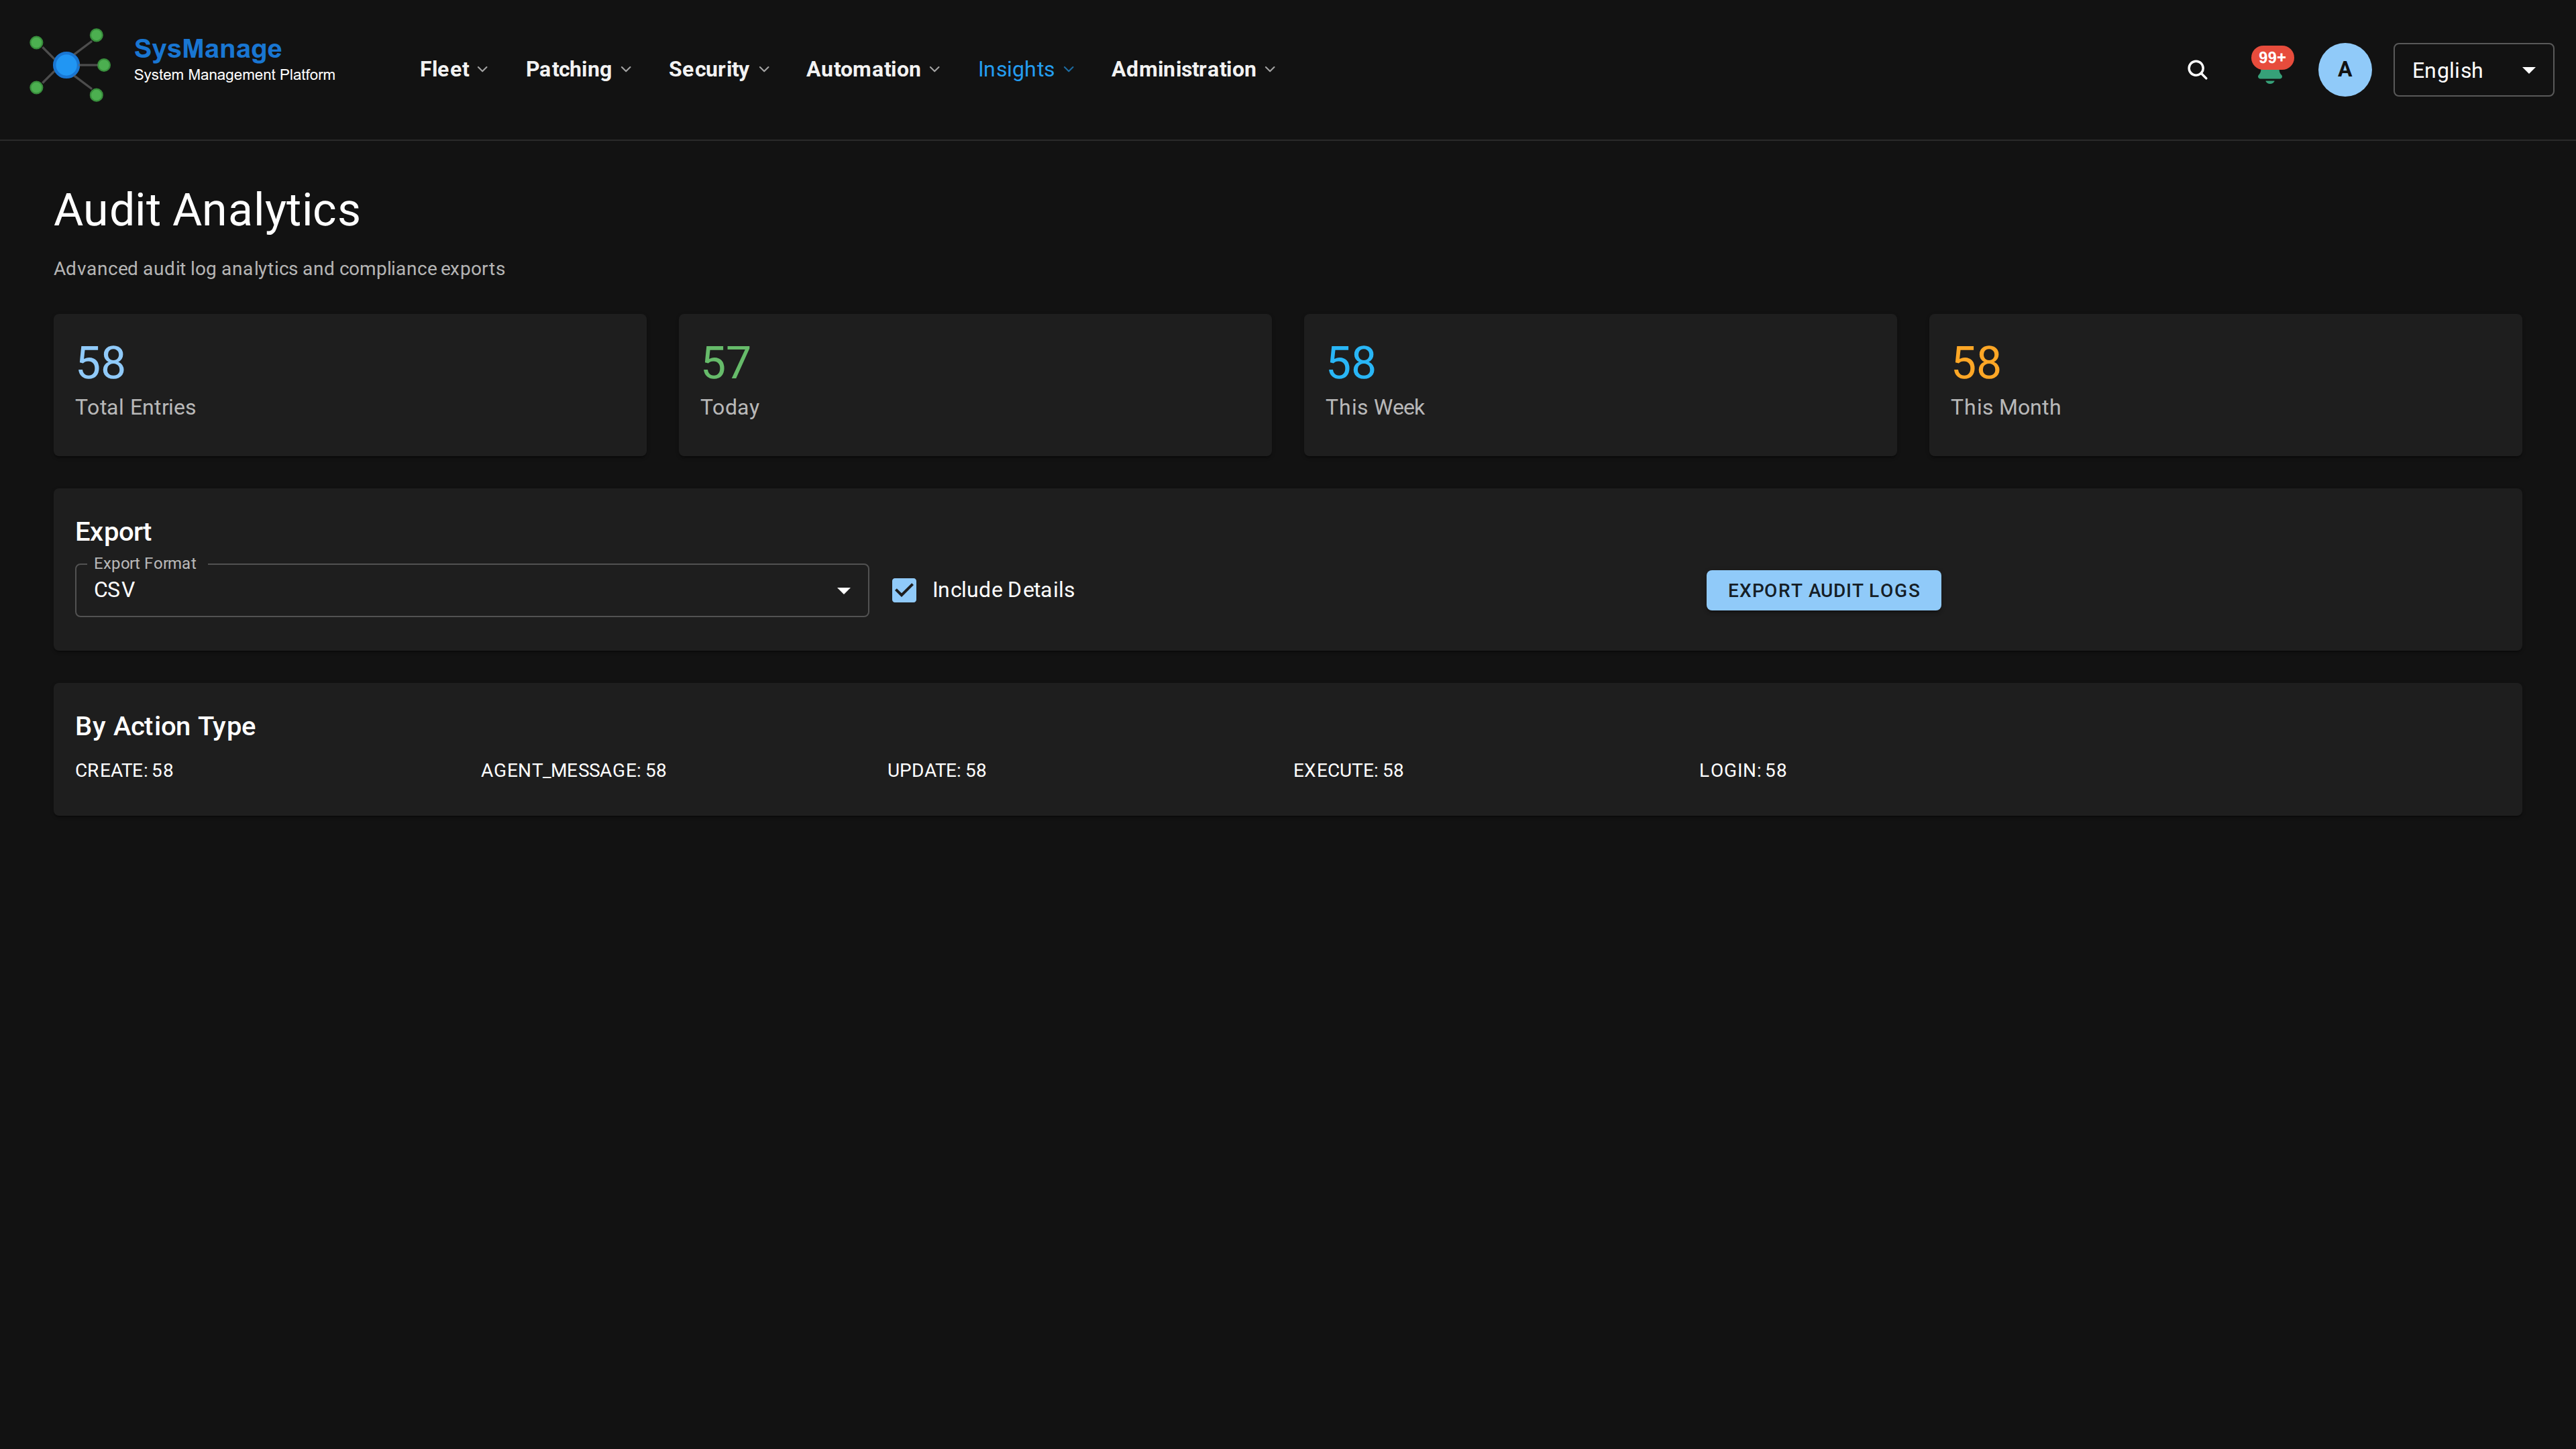 SysManage
System Management Platform
Fleet
Patching
Security
Automation
Insights
Administration
99+
A
English
Audit Analytics
Advanced audit log analytics and compliance exports
58
Total Entries
57
Today
58
This Week
58
This Month
Export
Export Format
CSV
Include Details
EXPORT AUDIT LOGS
By Action Type
CREATE: 58
AGENT_MESSAGE: 58
UPDATE: 58
EXECUTE: 58
LOGIN: 58